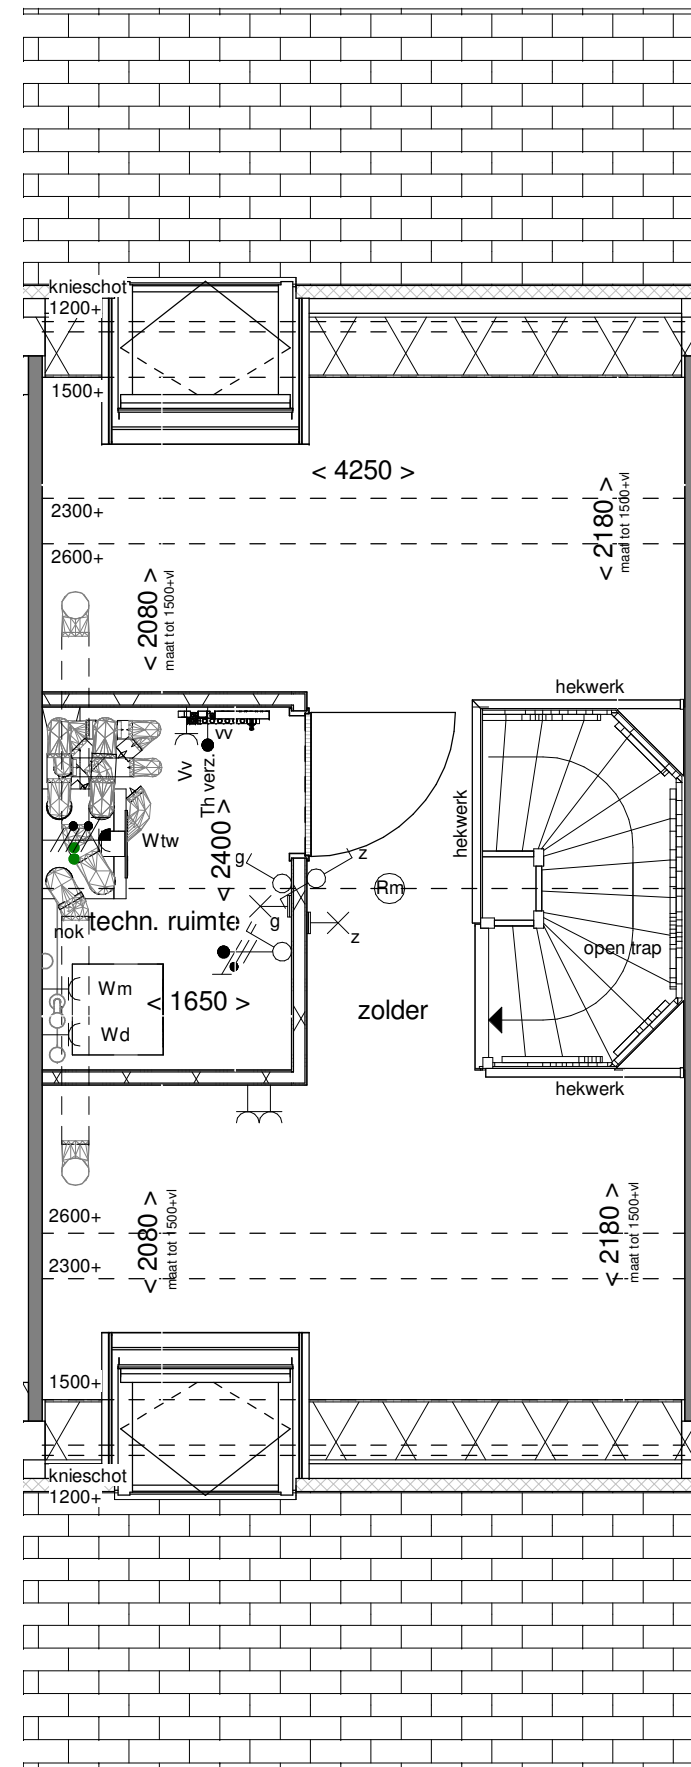 knieschot
1200+
1500+
< 4250 >
2300+
2600+
< 2180 >
maat tot 1500+vl
< 2080 >
maat tot 1500+vl
hekwerk
vv
Vv
Th verz.
hekwerk
Wtw
< 2400 >
g
z
Rm
nok
techn. ruimte
g
z
open trap
Wm
< 1650 >
zolder
Wd
hekwerk
2600+
< 2080 >
maat tot 1500+vl
< 2180 >
maat tot 1500+vl
2300+
1500+
knieschot
1200+